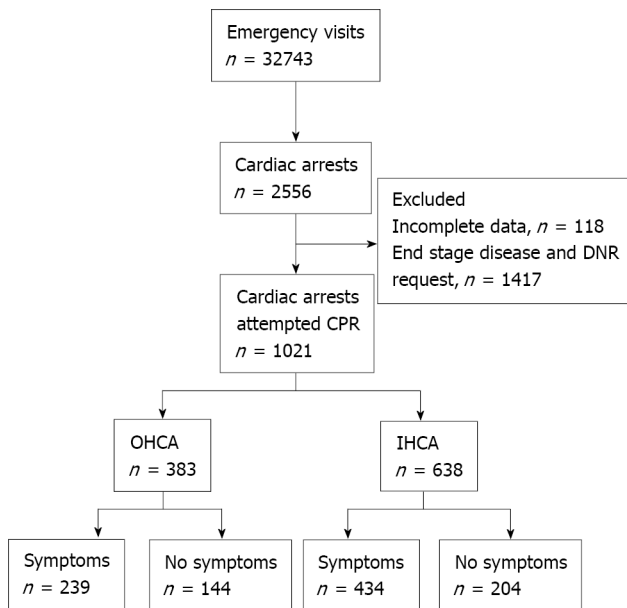 Emergency visits
n = 32743
Cardiac arrests
n = 2556
Excluded
Incomplete data, n = 118
End stage disease and DNR
request, n = 1417
Cardiac arrests
attempted CPR
n = 1021
OHCA
n = 383
IHCA
n = 638
Symptoms
n = 239
No symptoms
n = 144
Symptoms
n = 434
No symptoms
n = 204